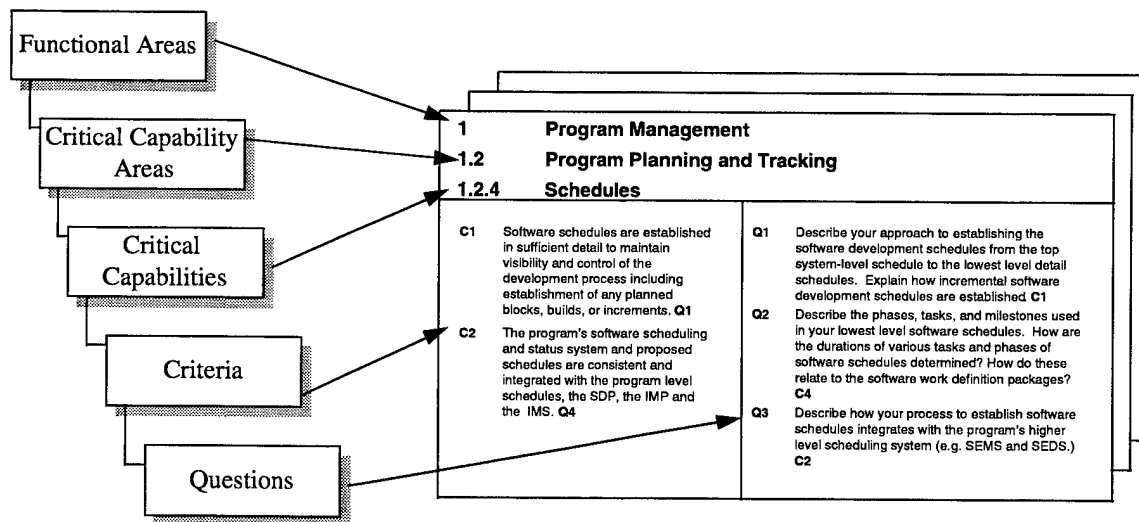 Functional Areas
Critical Capability
Areas
Critical
Capabilities
Criteria
Questions
1 Program Management
1.2 Program Planning and Tracking
1.2.4 Schedules
C1 Software schedules are established
in sufficient detail to maintain
visibility and control of the
development process including
establishment of any planned
blocks, builds, or increments. Q1
C2 The program's software scheduling
and status system and proposed
schedules are consistent and
integrated with the program level
schedules, the SDP, the IMP and
the IMS. Q4
Q1 Describe your approach to establishing the
software development schedules from the top
system-level schedule to the lowest level detail
schedules. Explain how incremental software
development schedules are established C1
Q2 Describe the phases, tasks, and milestones used
in your lowest level software schedules. How are
the durations of various tasks and phases of
software schedules determined? How do these
relate to the software work definition packages?
C4
Q3 Describe how your process to establish software
schedules integrates with the program's higher
level scheduling system (e.g. SEMS and SEDS.)
C2